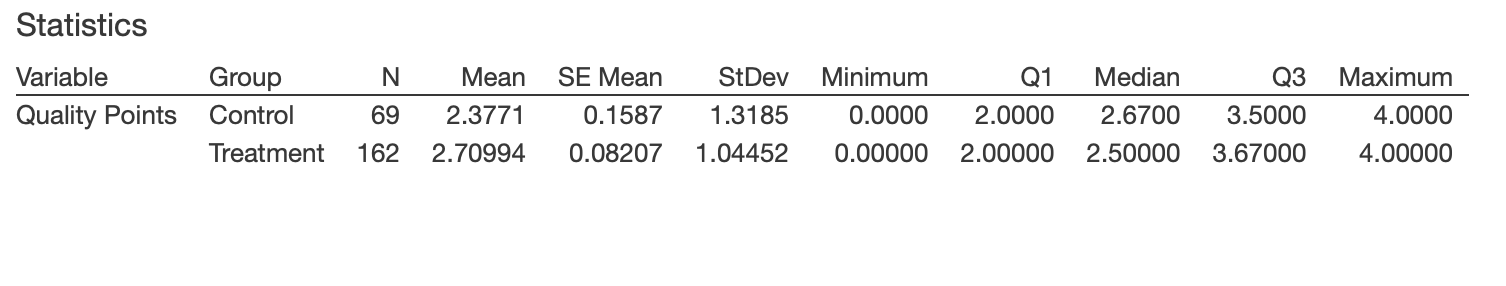 Statistics
Variable Group N Mean SE Mean StDev Minimum Q1 Median Q3 Maximum
Quality Points Control 69 2.3771 0.1587 1.3185 0.0000 2.0000 2.6700 3.5000 4.0000
Treatment 162 2.70994 0.08207 1.04452 0.00000 2.00000 2.50000 3.67000 4.00000